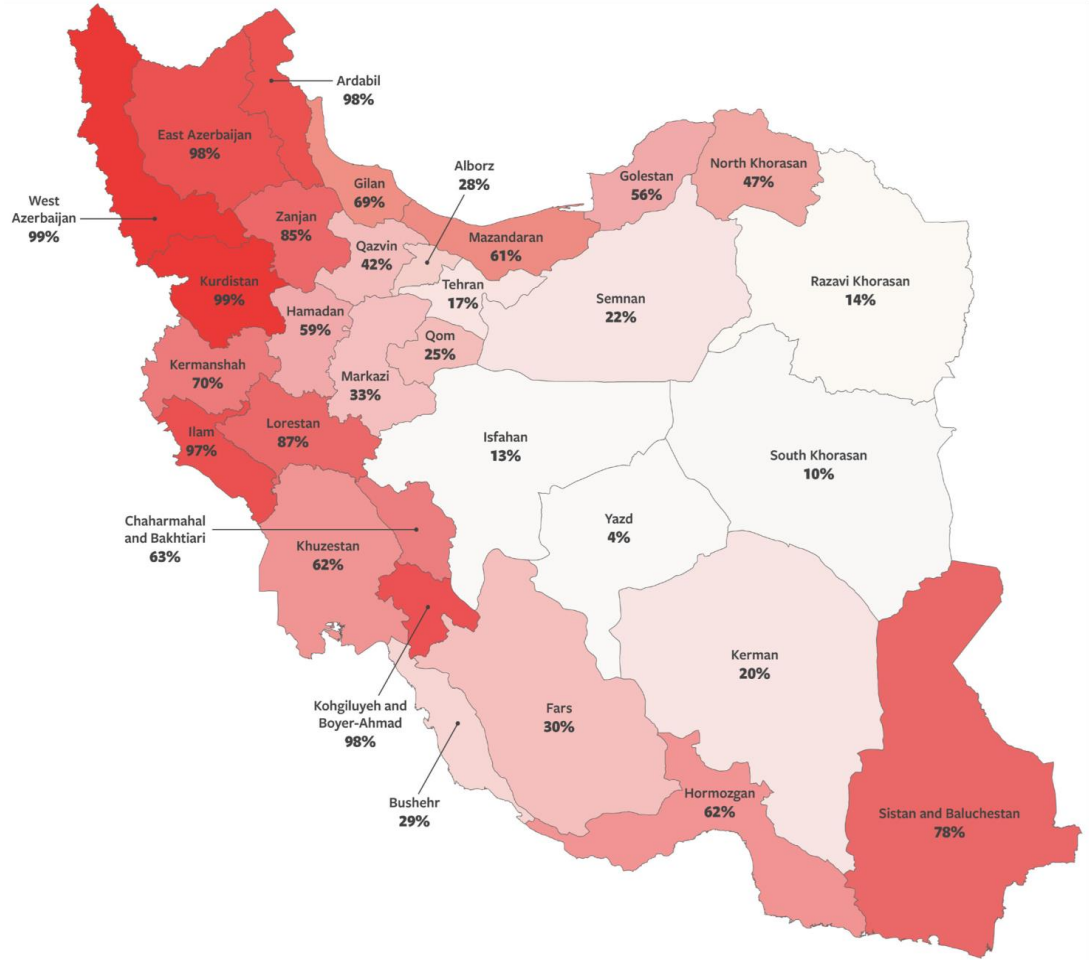 Ardabil
98%
East Azerbaijan
98%
Alborz
28%
Golestan
56%
North Khorasan
47%
Gilan
69%
West
Azerbaijan
99%
Zanjan
85%
Mazandaran
61%
Qazvin
42%
Razavi Khorasan
14%
Kurdistan
99%
Tehran
17%
Semnan
22%
Hamadan
59%
Qom
25%
Kermanshah
70%
Markazi
33%
Ilam
97%
Lorestan
87%
Isfahan
13%
South Khorasan
10%
Chaharmahal
and Bakhtiari
63%
Khuzestan
62%
Yazd
4%
Kerman
20%
Kohgiluyeh and
Boyer-Ahmad
98%
Fars
30%
Bushehr
29%
Hormozgan
62%
Sistan and Baluchestan
78%